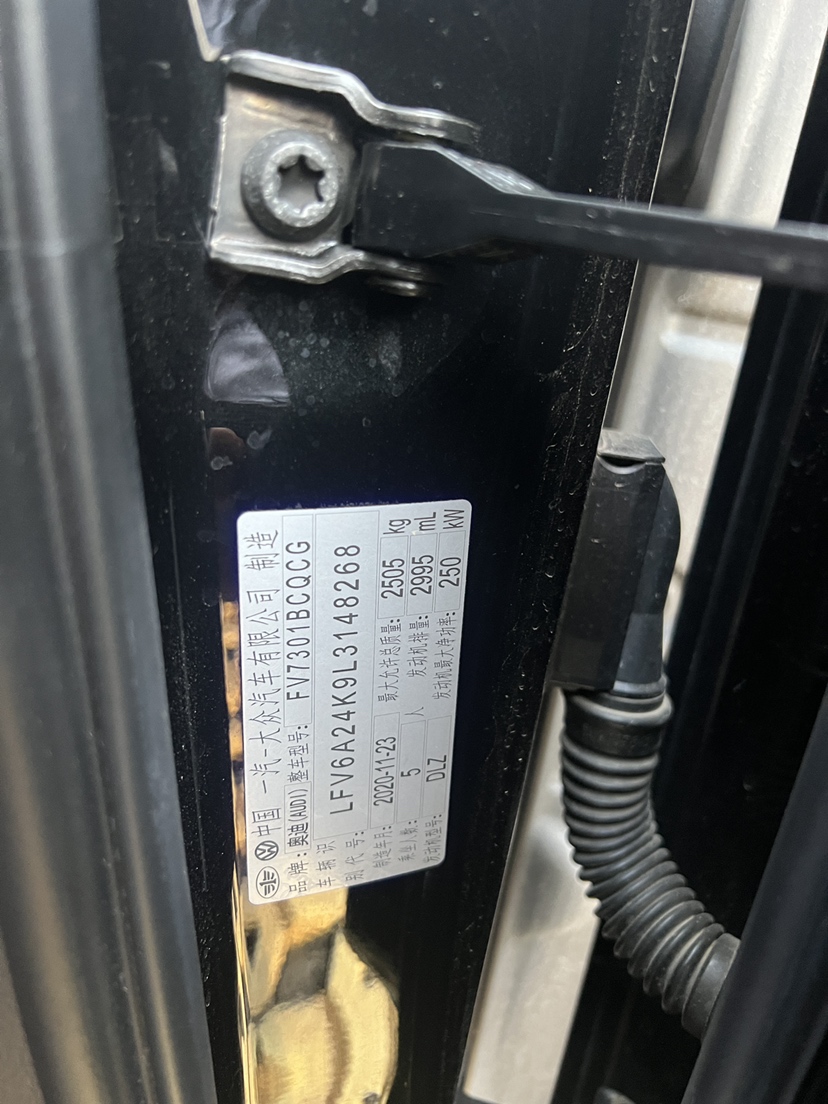 中国 一汽-大众汽车有限公司 制造
品牌：奥迪(AUDI) 整车型号：FV7301BCQCG
车辆识别代号：LFV6A24K9L3148268
制造年月：2020-11-23 最大允许总质量：2505 kg
乘坐人数：5 人 发动机排量：2995 mL
发动机型号：DLZ 发动机最大净功率：250 kW